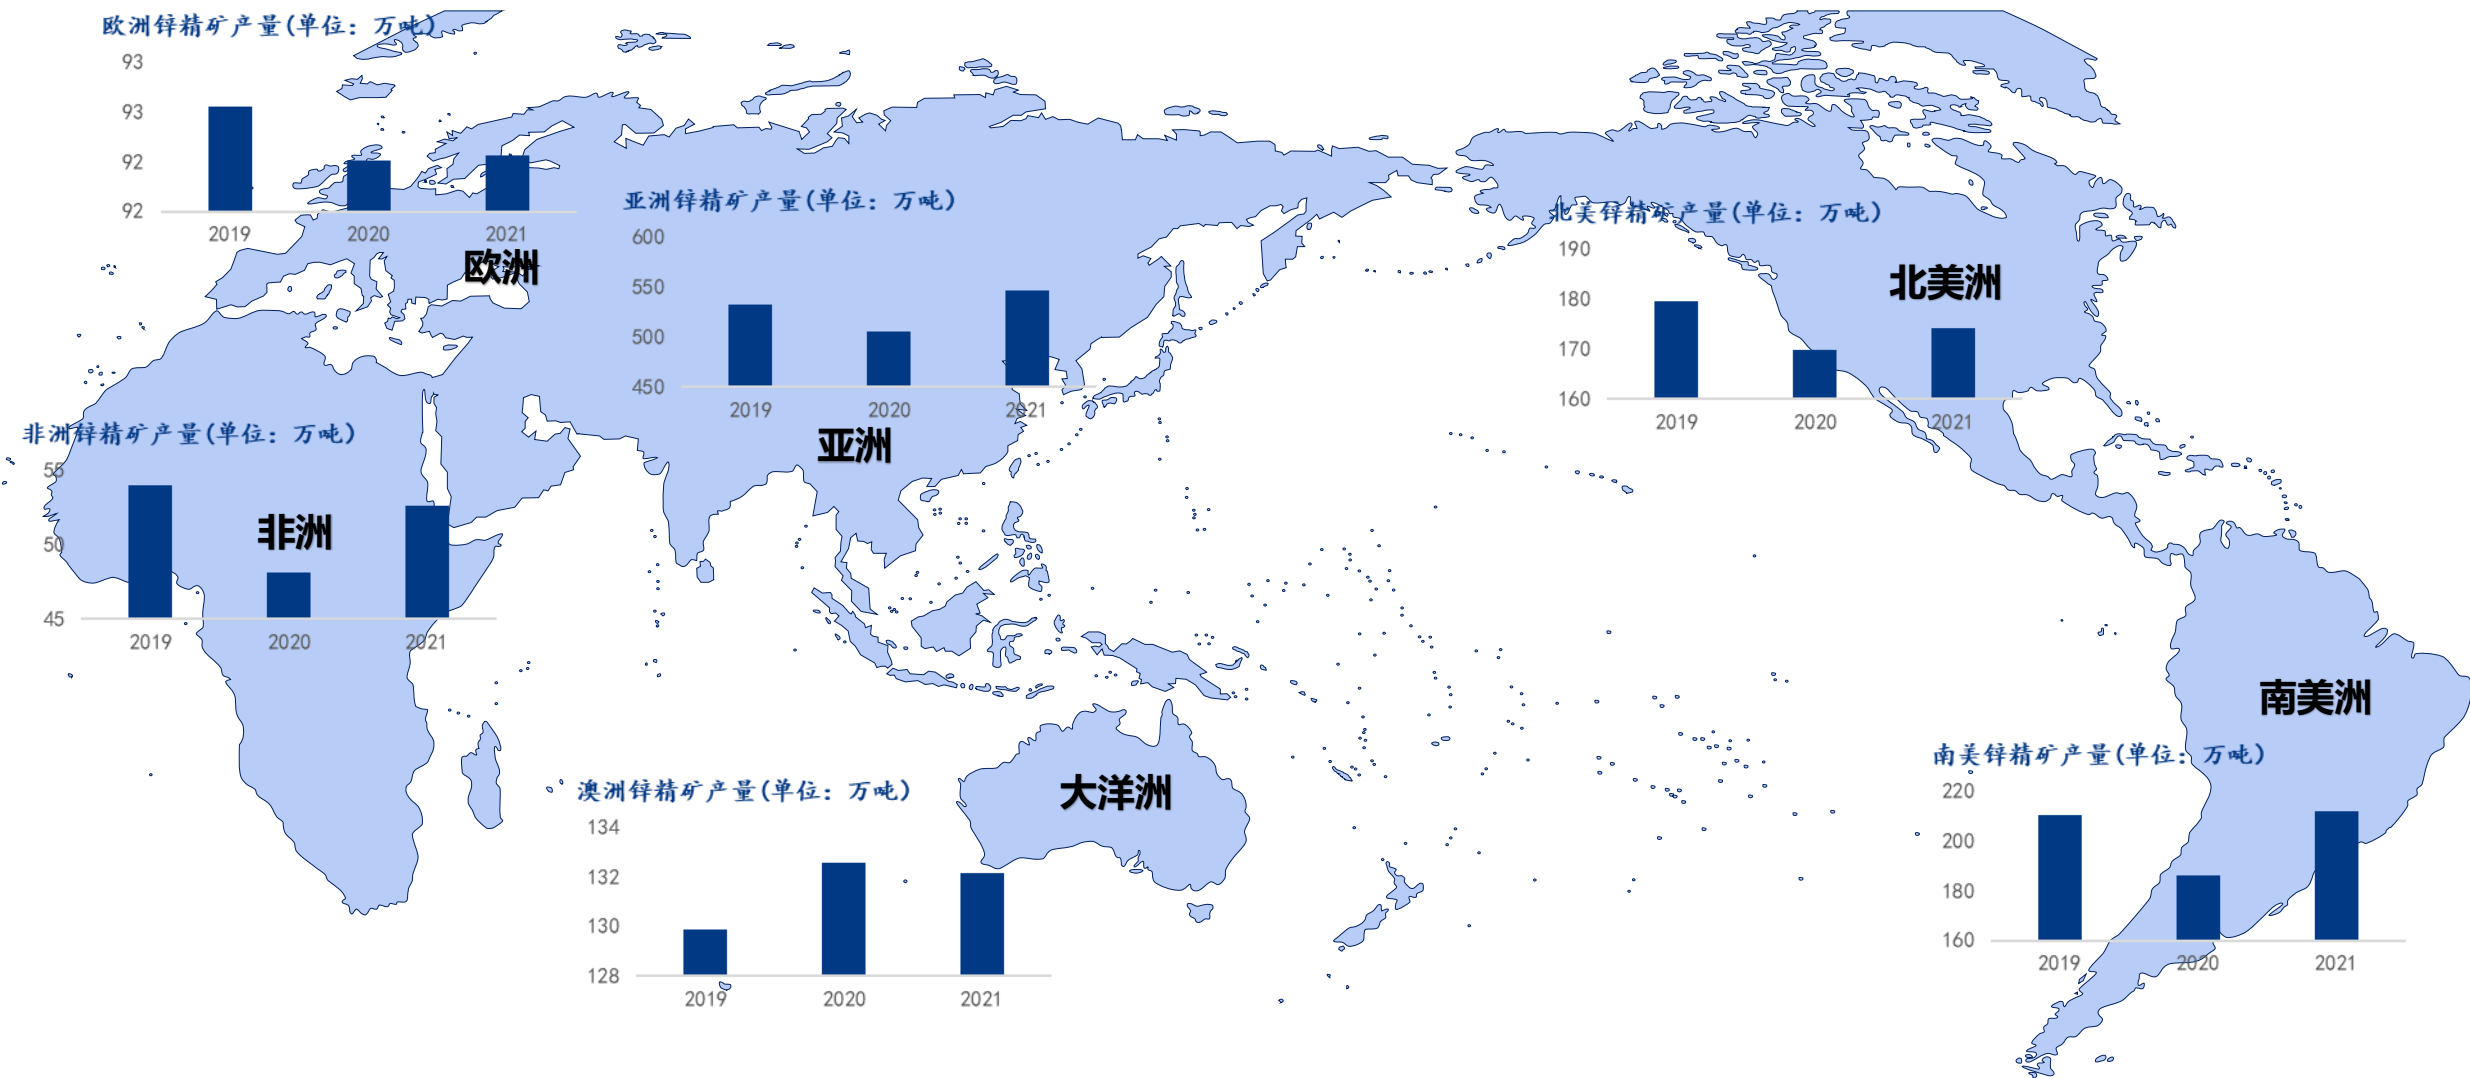 欧洲锌精矿产量(单位：万吨)
93
93
92
92
2019 2020 2021
欧洲
亚洲锌精矿产量(单位：万吨)
600
550
500
450
2019 2020 2021
亚洲
北美锌精矿产量(单位：万吨)
190
180
170
160
2019 2020 2021
北美洲
非洲锌精矿产量(单位：万吨)
55
50
45
2019 2020 2021
非洲
澳洲锌精矿产量(单位：万吨)
134
132
130
128
2019 2020 2021
大洋洲
南美洲
南美锌精矿产量(单位：万吨)
220
200
180
160
2019 2020 2021